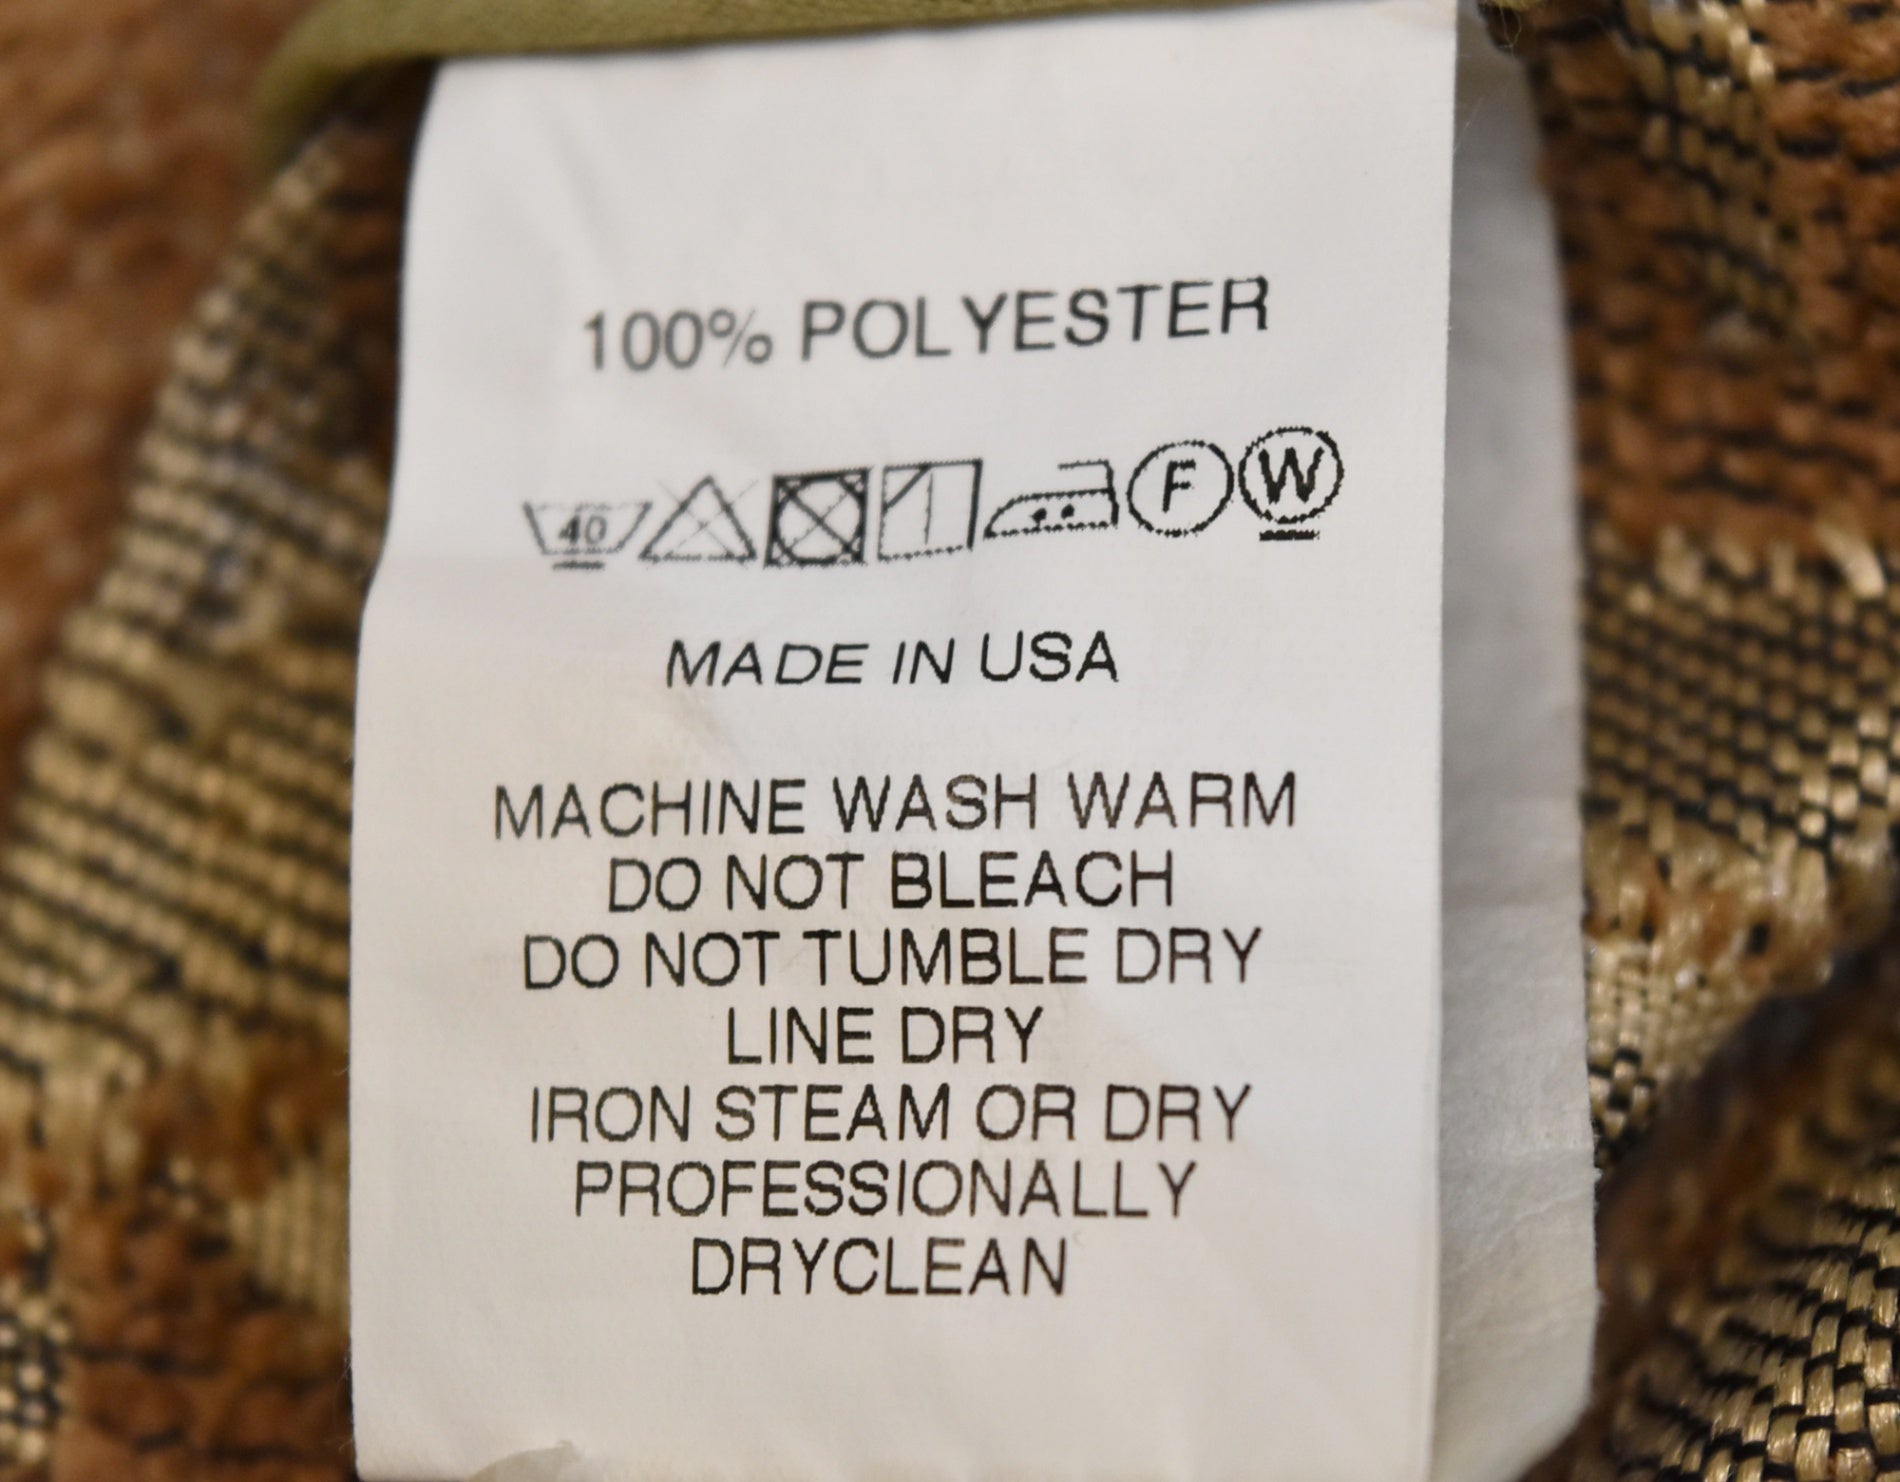 100% POLYESTER
40 F W
MADE IN USA
MACHINE WASH WARM
DO NOT BLEACH
DO NOT TUMBLE DRY
LINE DRY
IRON STEAM OR DRY
PROFESSIONALLY
DRYCLEAN